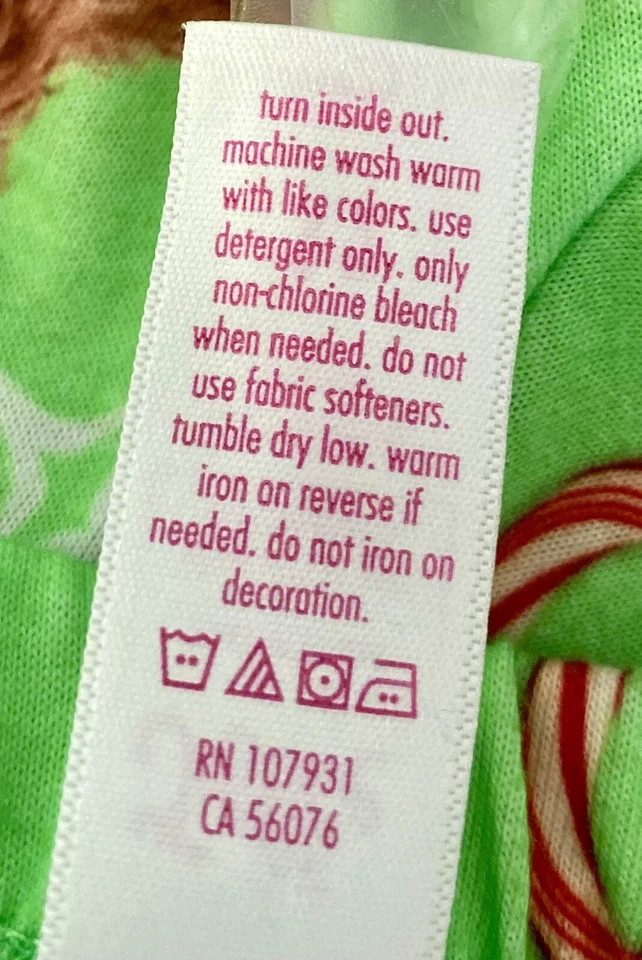 turn inside out.
machine wash warm
with like colors. use
detergent only. only
non-chlorine bleach
when needed. do not
use fabric softeners.
tumble dry low. warm
iron on reverse if
needed. do not iron on
decoration.
RN 107931
CA 56076